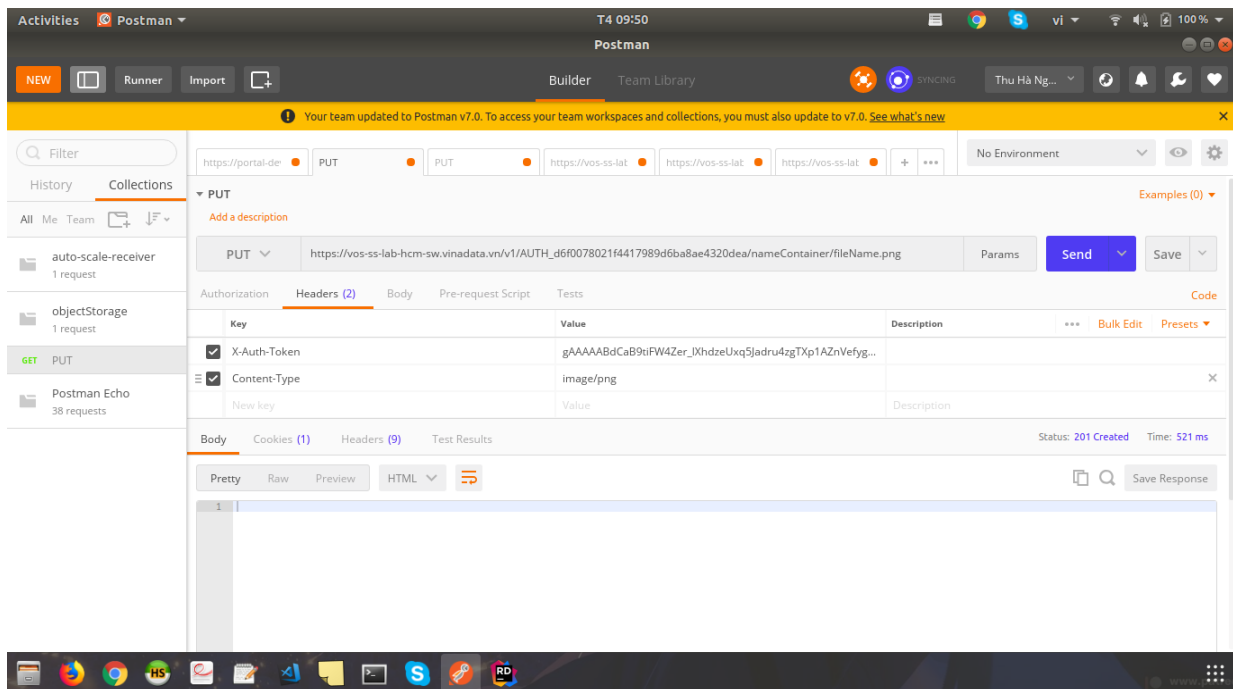 Activities Postman T4 09:50 vi 100 %
Postman
NEW Runner Import Builder Team Library SYNCING Thu Hà Ng...
Your team updated to Postman v7.0. To access your team workspaces and collections, you must also update to v7.0. See what's new
Filter
History Collections
All Me Team
auto-scale-receiver
1 request
objectStorage
1 request
GET PUT
Postman Echo
38 requests
https://portal-de PUT PUT https://vos-ss-lab https://vos-ss-lab https://vos-ss-lab + No Environment
PUT Examples (0)
Add a description
PUT https://vos-ss-lab-hcm-sw.vinadata.vn/v1/AUTH_d6f0078021f4417989d6ba8ae4320dea/nameContainer/fileName.png Params Send Save
Authorization Headers (2) Body Pre-request Script Tests Code
Key Value Description Bulk Edit Presets
X-Auth-Token gAAAAABdCaB9tiFW4Zer_lXhdzeUxq5Jadru4zgTXp1AZnVefyg...
Content-Type image/png
New key Value Description
Body Cookies (1) Headers (9) Test Results Status: 201 Created Time: 521 ms
Pretty Raw Preview HTML Save Response
1
HS RD